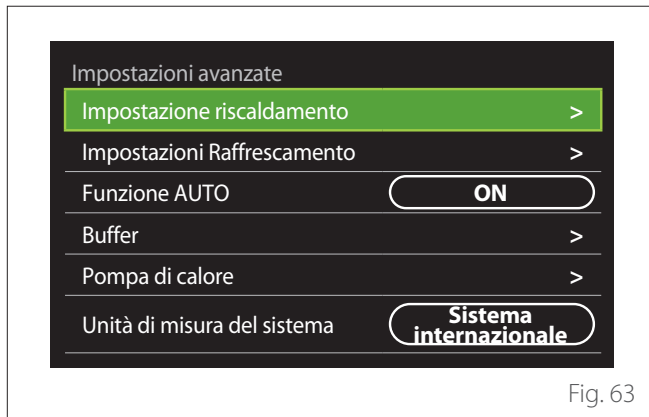 Impostazioni avanzate
Impostazione riscaldamento >
Impostazioni Raffrescamento >
Funzione AUTO ON
Buffer >
Pompa di calore >
Unità di misura del sistema Sistema internazionale
Fig. 63